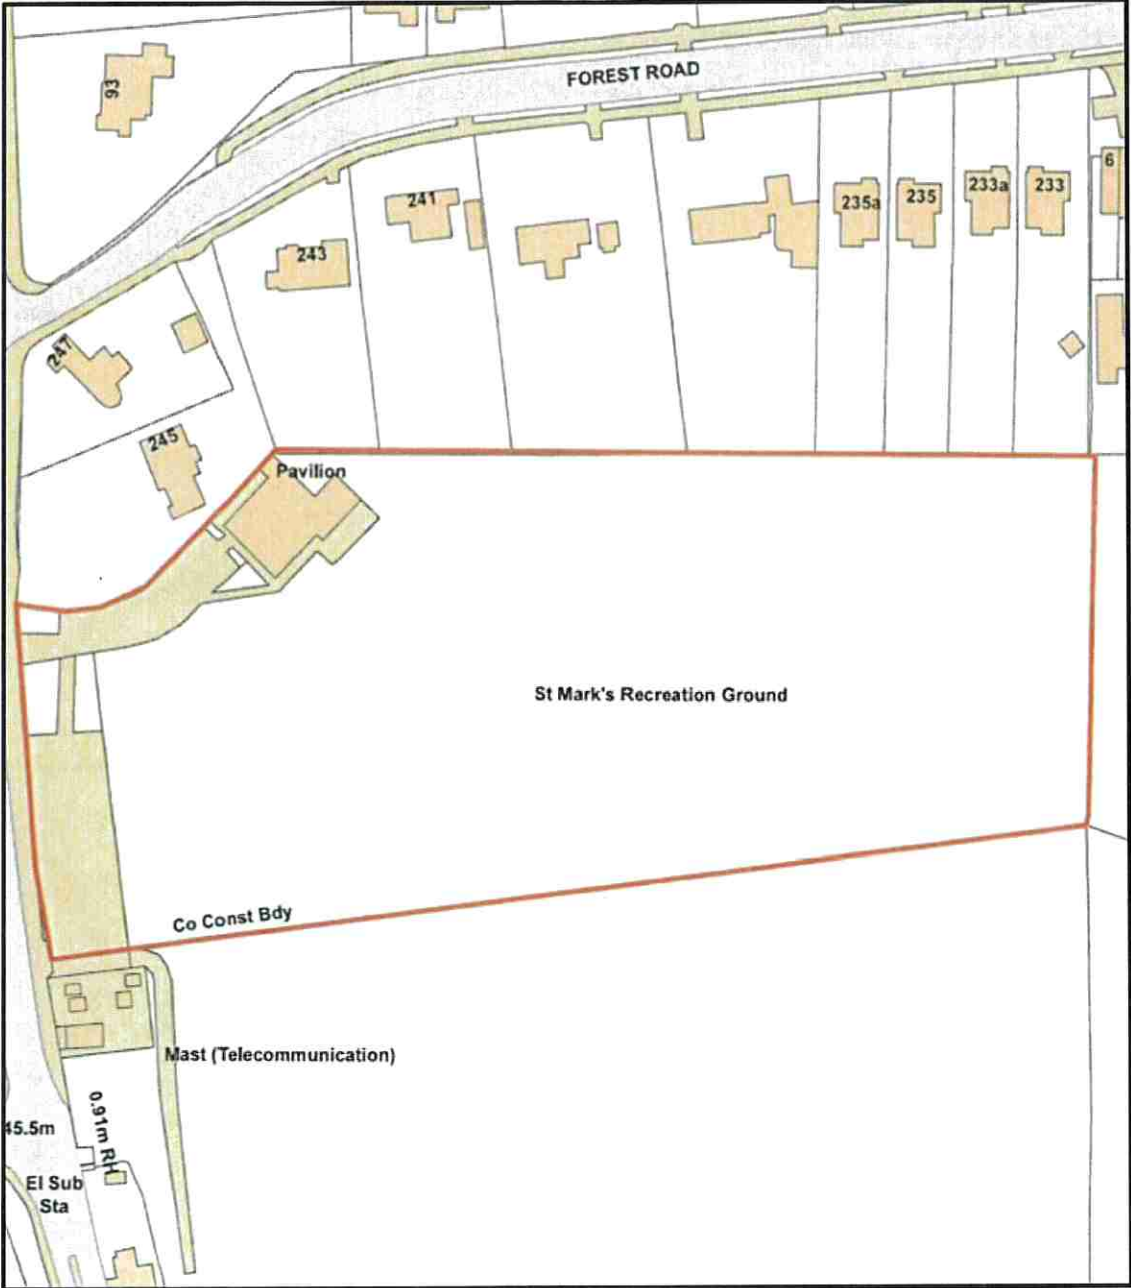 FOREST ROAD
93
6
241
235a
235
233a
233
243
247
245
Pavilion
St Mark's Recreation Ground
Co Const Bdy
Mast (Telecommunication)
0.91m RH
45.5m
El Sub
Sta